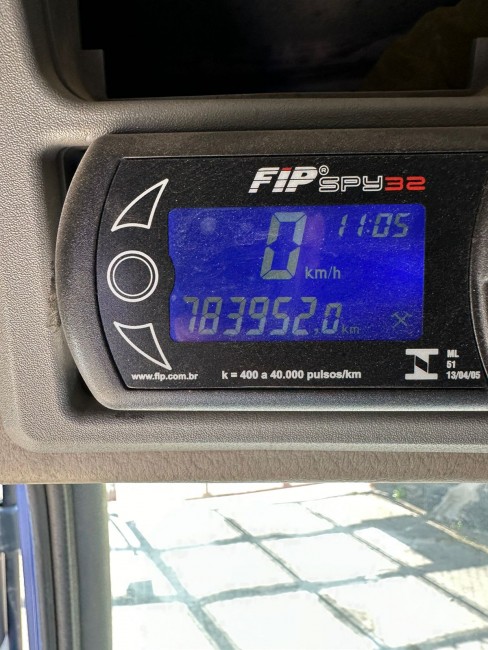 FIP® SPY32
11:05
0 km/h
783952,0 km
www.fip.com.br
k = 400 a 40.000 pulsos/km
ML
51
13/04/05